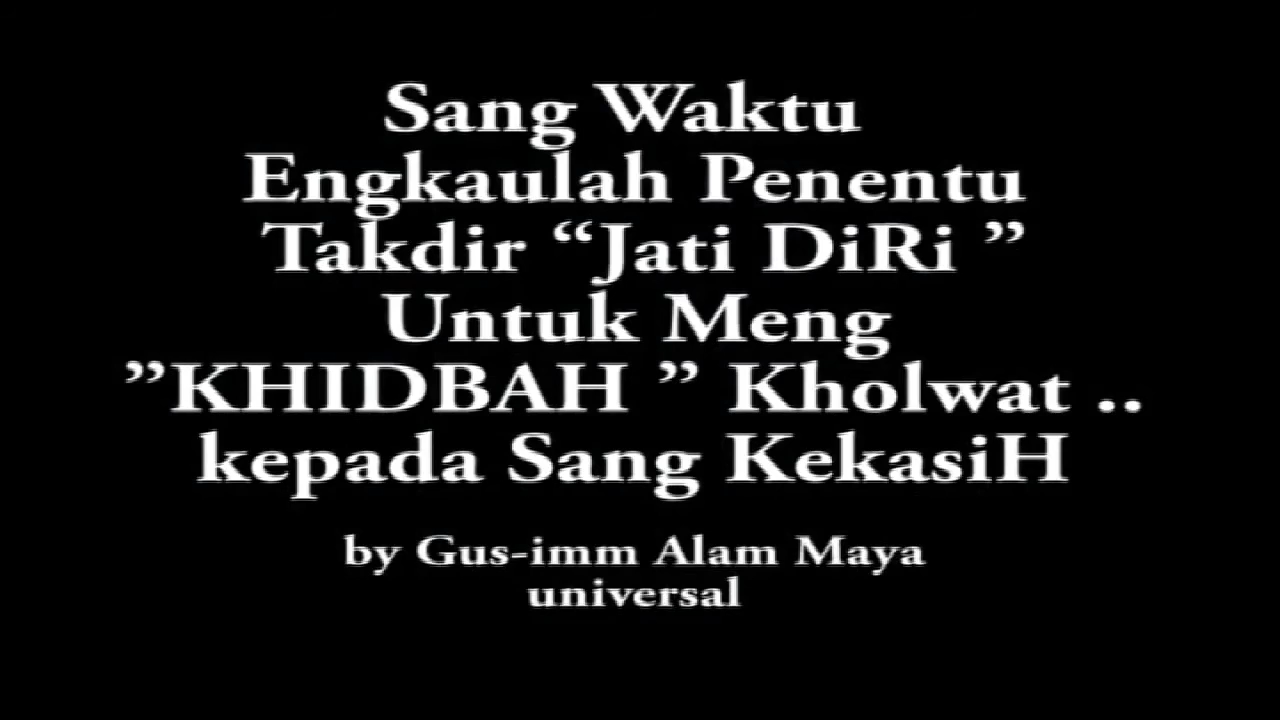 Sang Waktu
Engkaulah Penentu
Takdir “Jati DiRi ”
Untuk Meng
”KHIDBAH ” Kholwat ..
kepada Sang KekasiH
by Gus-imm Alam Maya
universal